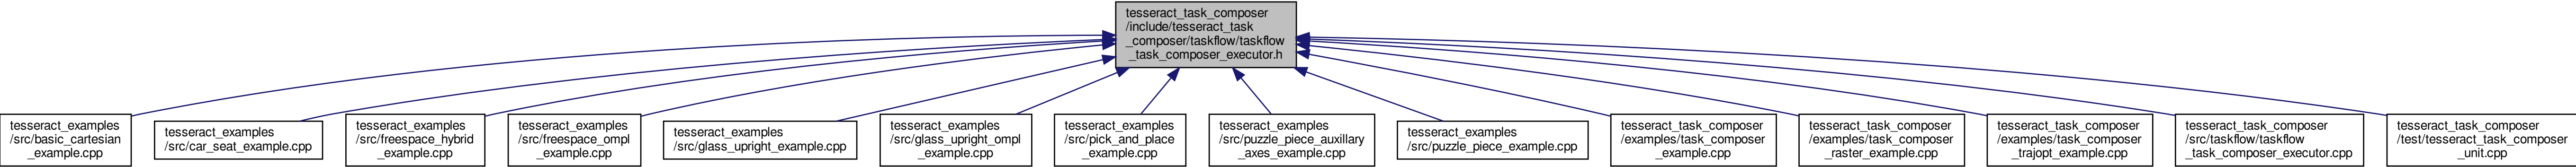 tesseract_task_composer
/include/tesseract_task
_composer/taskflow/taskflow
_task_composer_executor.h
tesseract_examples
/src/basic_cartesian
_example.cpp
tesseract_examples
/src/car_seat_example.cpp
tesseract_examples
/src/freespace_hybrid
_example.cpp
tesseract_examples
/src/freespace_ompl
_example.cpp
tesseract_examples
/src/glass_upright_example.cpp
tesseract_examples
/src/glass_upright_ompl
_example.cpp
tesseract_examples
/src/pick_and_place
_example.cpp
tesseract_examples
/src/puzzle_piece_auxillary
_axes_example.cpp
tesseract_examples
/src/puzzle_piece_example.cpp
tesseract_task_composer
/examples/task_composer
_example.cpp
tesseract_task_composer
/examples/task_composer
_raster_example.cpp
tesseract_task_composer
/examples/task_composer
_trajopt_example.cpp
tesseract_task_composer
/src/taskflow/taskflow
_task_composer_executor.cpp
tesseract_task_composer
/test/tesseract_task_composer
_unit.cpp